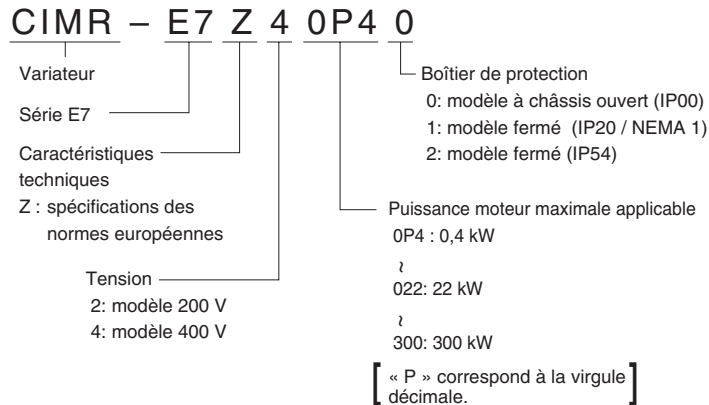 CIMR – E7 Z 4 0P4 0
Variateur
Série E7
Caractéristiques
techniques
Z : spécifications des
normes européennes
Tension
2: modèle 200 V
4: modèle 400 V
Boîtier de protection
0: modèle à châssis ouvert (IP00)
1: modèle fermé (IP20 / NEMA 1)
2: modèle fermé (IP54)
Puissance moteur maximale applicable
0P4 : 0,4 kW
~
022: 22 kW
~
300: 300 kW
[ « P » correspond à la virgule
décimale. ]